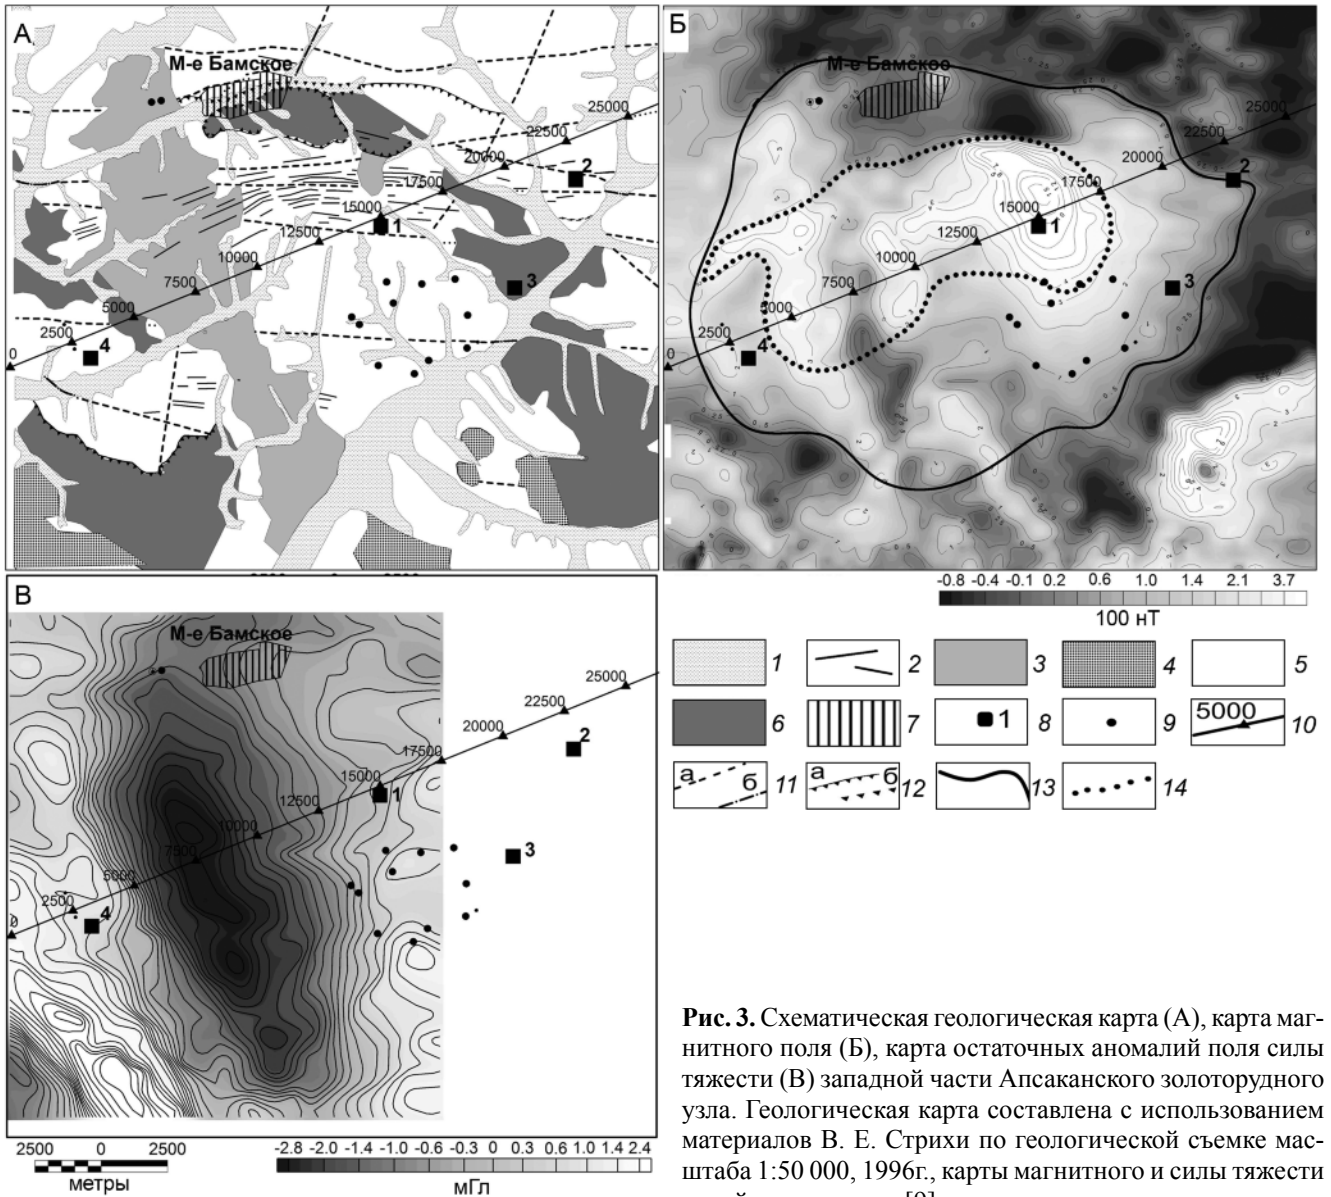 А
М-е Бамское
0
2500
5000
7500
10000
12500
15000
17500
20000
22500
25000
1
2
3
4
Б
М-е Бамское
0
2500
5000
7500
10000
12500
15000
17500
20000
22500
25000
1
2
3
4
-0.8 -0.4 -0.1 0.2 0.6 1.0 1.4 2.1 3.7
100 нТ
В
М-е Бамское
0
2500
5000
7500
10000
12500
15000
17500
20000
22500
25000
1
2
3
4
2500 0 2500
метры
-2.8 -2.0 -1.3 -1.0 -0.6 -0.3 0.1 0.4 0.6 1.0 1.4 2.4
мГл
1 2 3 4 5
6 7 1 8 9 5000 10
а б 11 а б 12 13 14
Рис. 3. Схематическая геологическая карта (А), карта маг-
нитного поля (Б), карта остаточных аномалий поля силы
тяжести (В) западной части Апсаканского золоторудного
узла. Геологическая карта составлена с использованием
материалов В. Е. Стрихи по геологической съемке мас-
штаба 1:50 000, 1996г., карты магнитного и силы тяжести